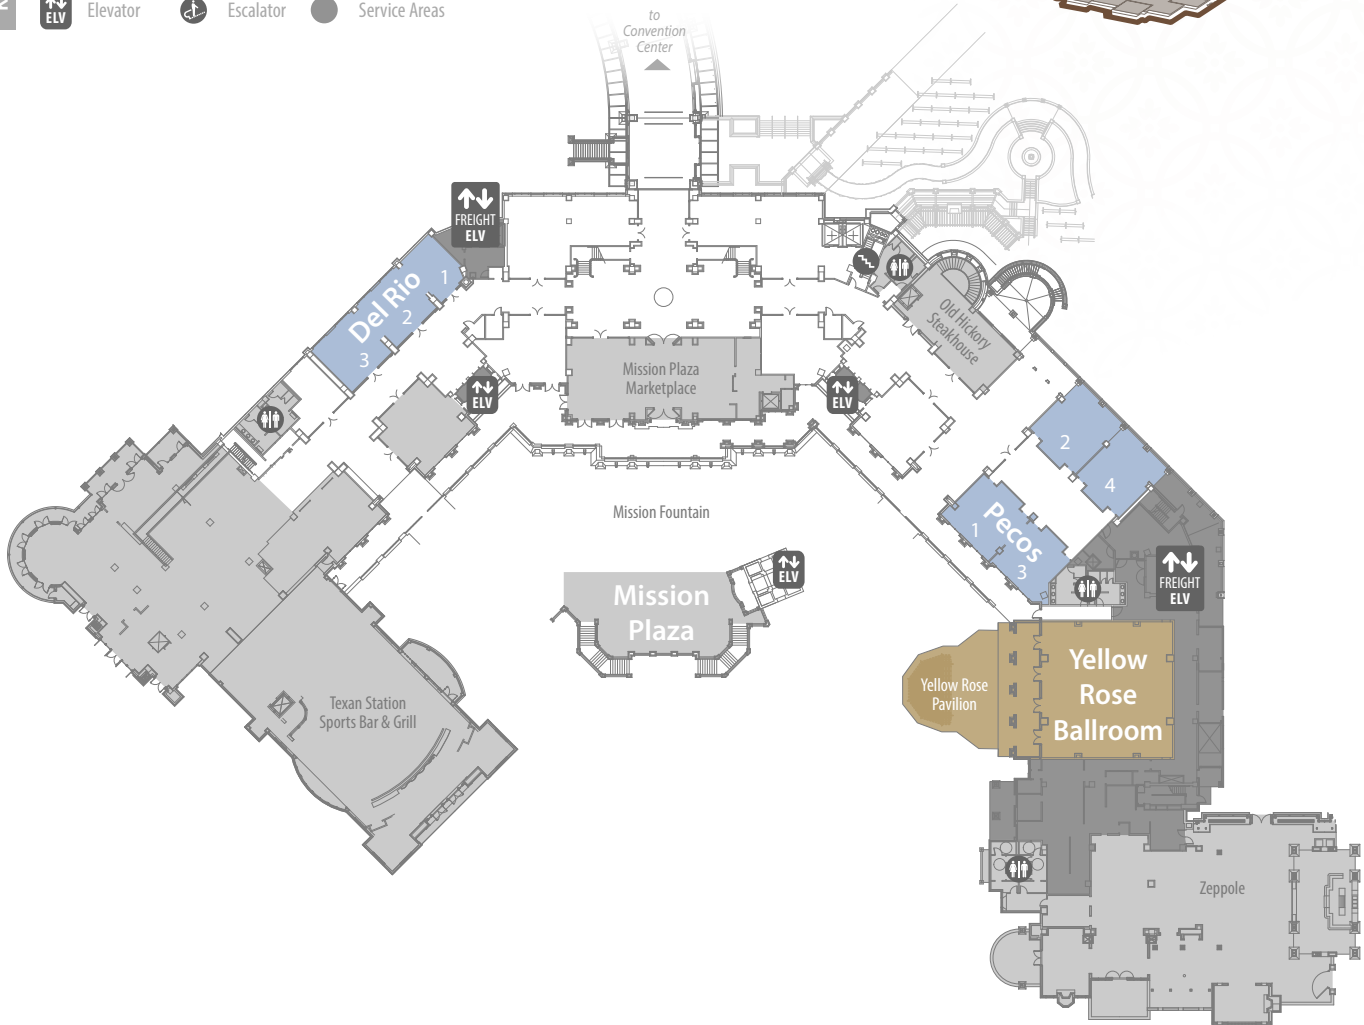 2
ELV
Elevator
Escalator
Service Areas
to
Convention
Center
FREIGHT
ELV
Del Rio
1
2
3
Old Hickory
Steakhouse
Mission Plaza
Marketplace
ELV
ELV
2
4
Pecos
1
3
Mission Fountain
ELV
FREIGHT
ELV
Mission
Plaza
Yellow Rose
Pavilion
Yellow
Rose
Ballroom
Texan Station
Sports Bar & Grill
Zeppole